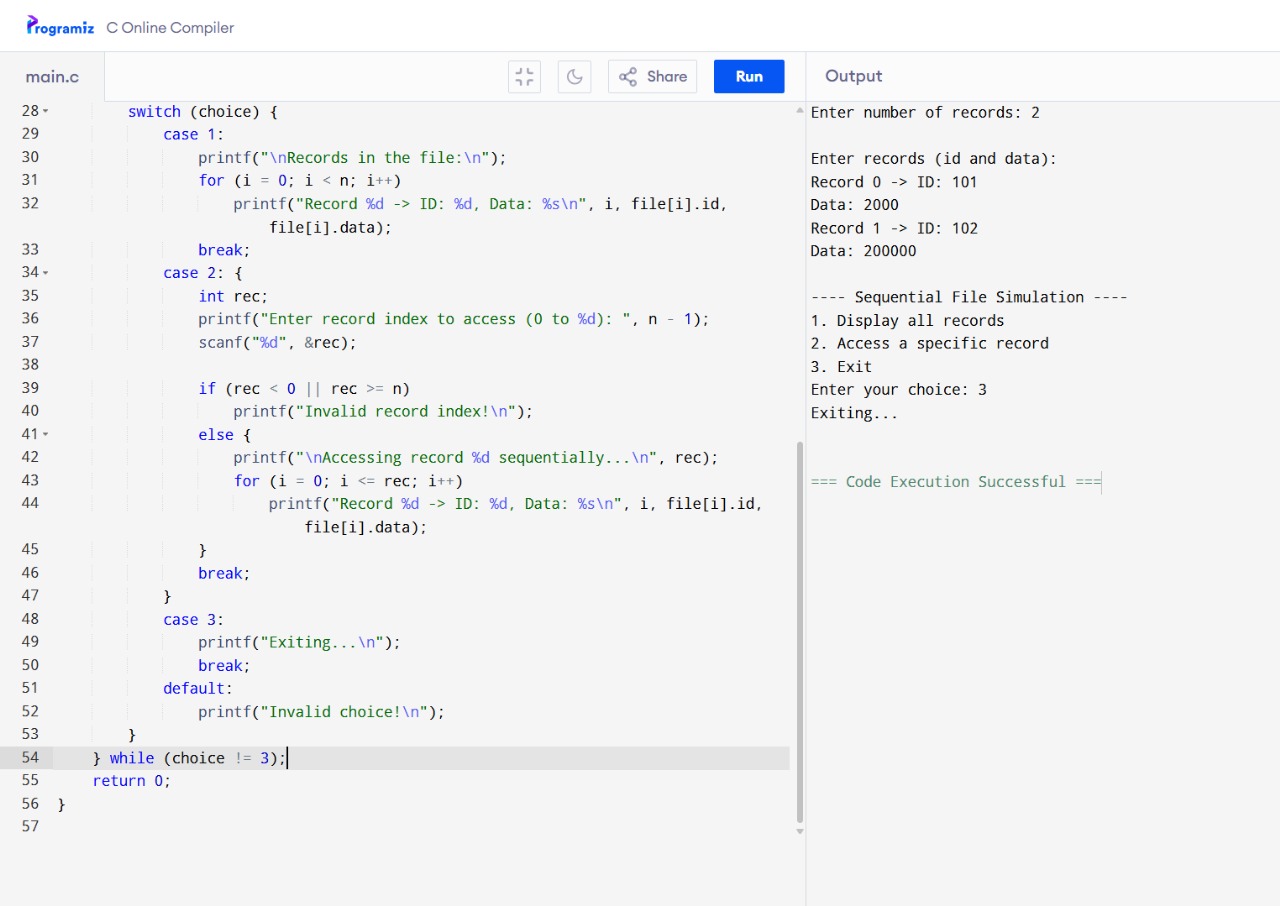 Programiz C Online Compiler
main.c
Share
Run
Output
28 switch (choice) {
29 case 1:
30 printf("\nRecords in the file:\n");
31 for (i = 0; i < n; i++)
32 printf("Record %d -> ID: %d, Data: %s\n", i, file[i].id,
file[i].data);
33 break;
34 case 2: {
35 int rec;
36 printf("Enter record index to access (0 to %d): ", n - 1);
37 scanf("%d", &rec);
38
39 if (rec < 0 || rec >= n)
40 printf("Invalid record index!\n");
41 else {
42 printf("\nAccessing record %d sequentially...\n", rec);
43 for (i = 0; i <= rec; i++)
44 printf("Record %d -> ID: %d, Data: %s\n", i, file[i].id,
file[i].data);
45 }
46 break;
47 }
48 case 3:
49 printf("Exiting...\n");
50 break;
51 default:
52 printf("Invalid choice!\n");
53 }
54 } while (choice != 3);
55 return 0;
56 }
57
Enter number of records: 2
Enter records (id and data):
Record 0 -> ID: 101
Data: 2000
Record 1 -> ID: 102
Data: 200000
---- Sequential File Simulation ----
1. Display all records
2. Access a specific record
3. Exit
Enter your choice: 3
Exiting...
=== Code Execution Successful ===